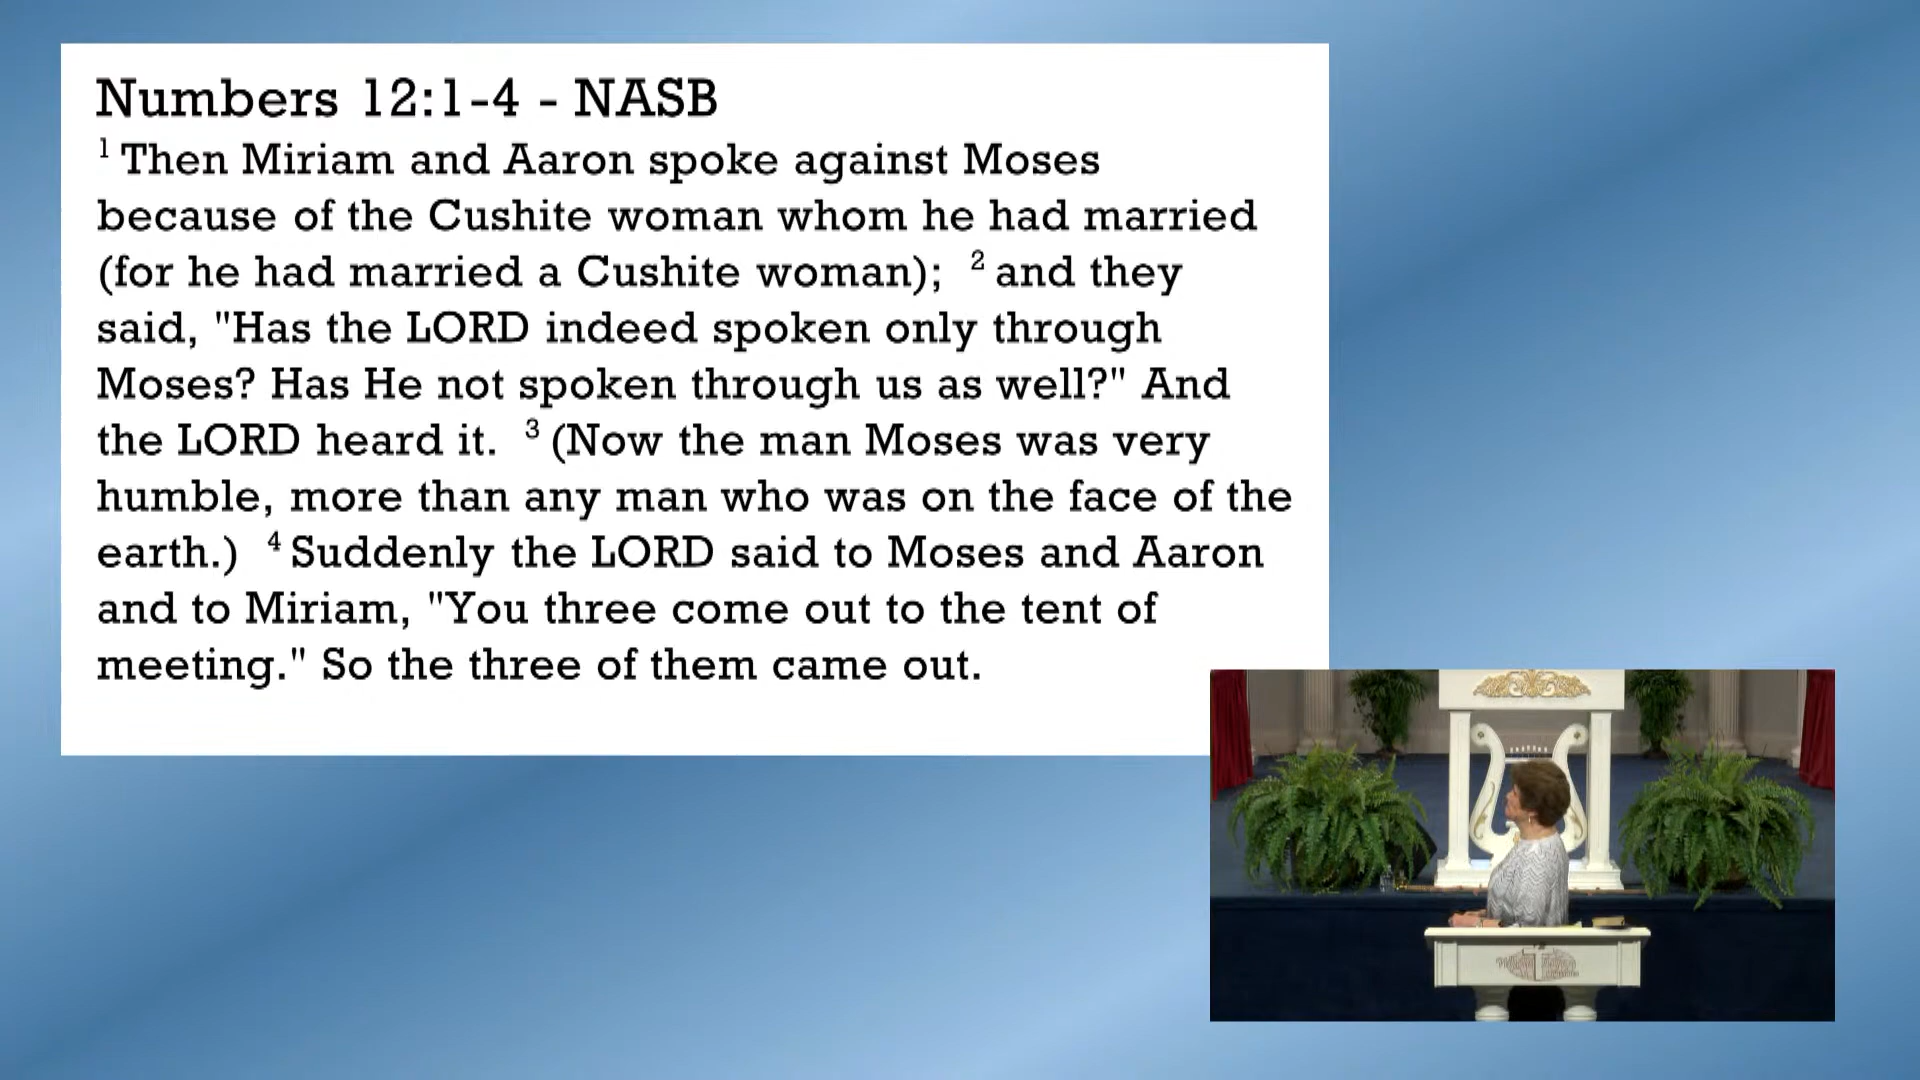 Numbers 12:1-4 - NASB
1 Then Miriam and Aaron spoke against Moses
because of the Cushite woman whom he had married
(for he had married a Cushite woman); 2 and they
said, "Has the LORD indeed spoken only through
Moses? Has He not spoken through us as well?" And
the LORD heard it. 3 (Now the man Moses was very
humble, more than any man who was on the face of the
earth.) 4 Suddenly the LORD said to Moses and Aaron
and to Miriam, "You three come out to the tent of
meeting." So the three of them came out.